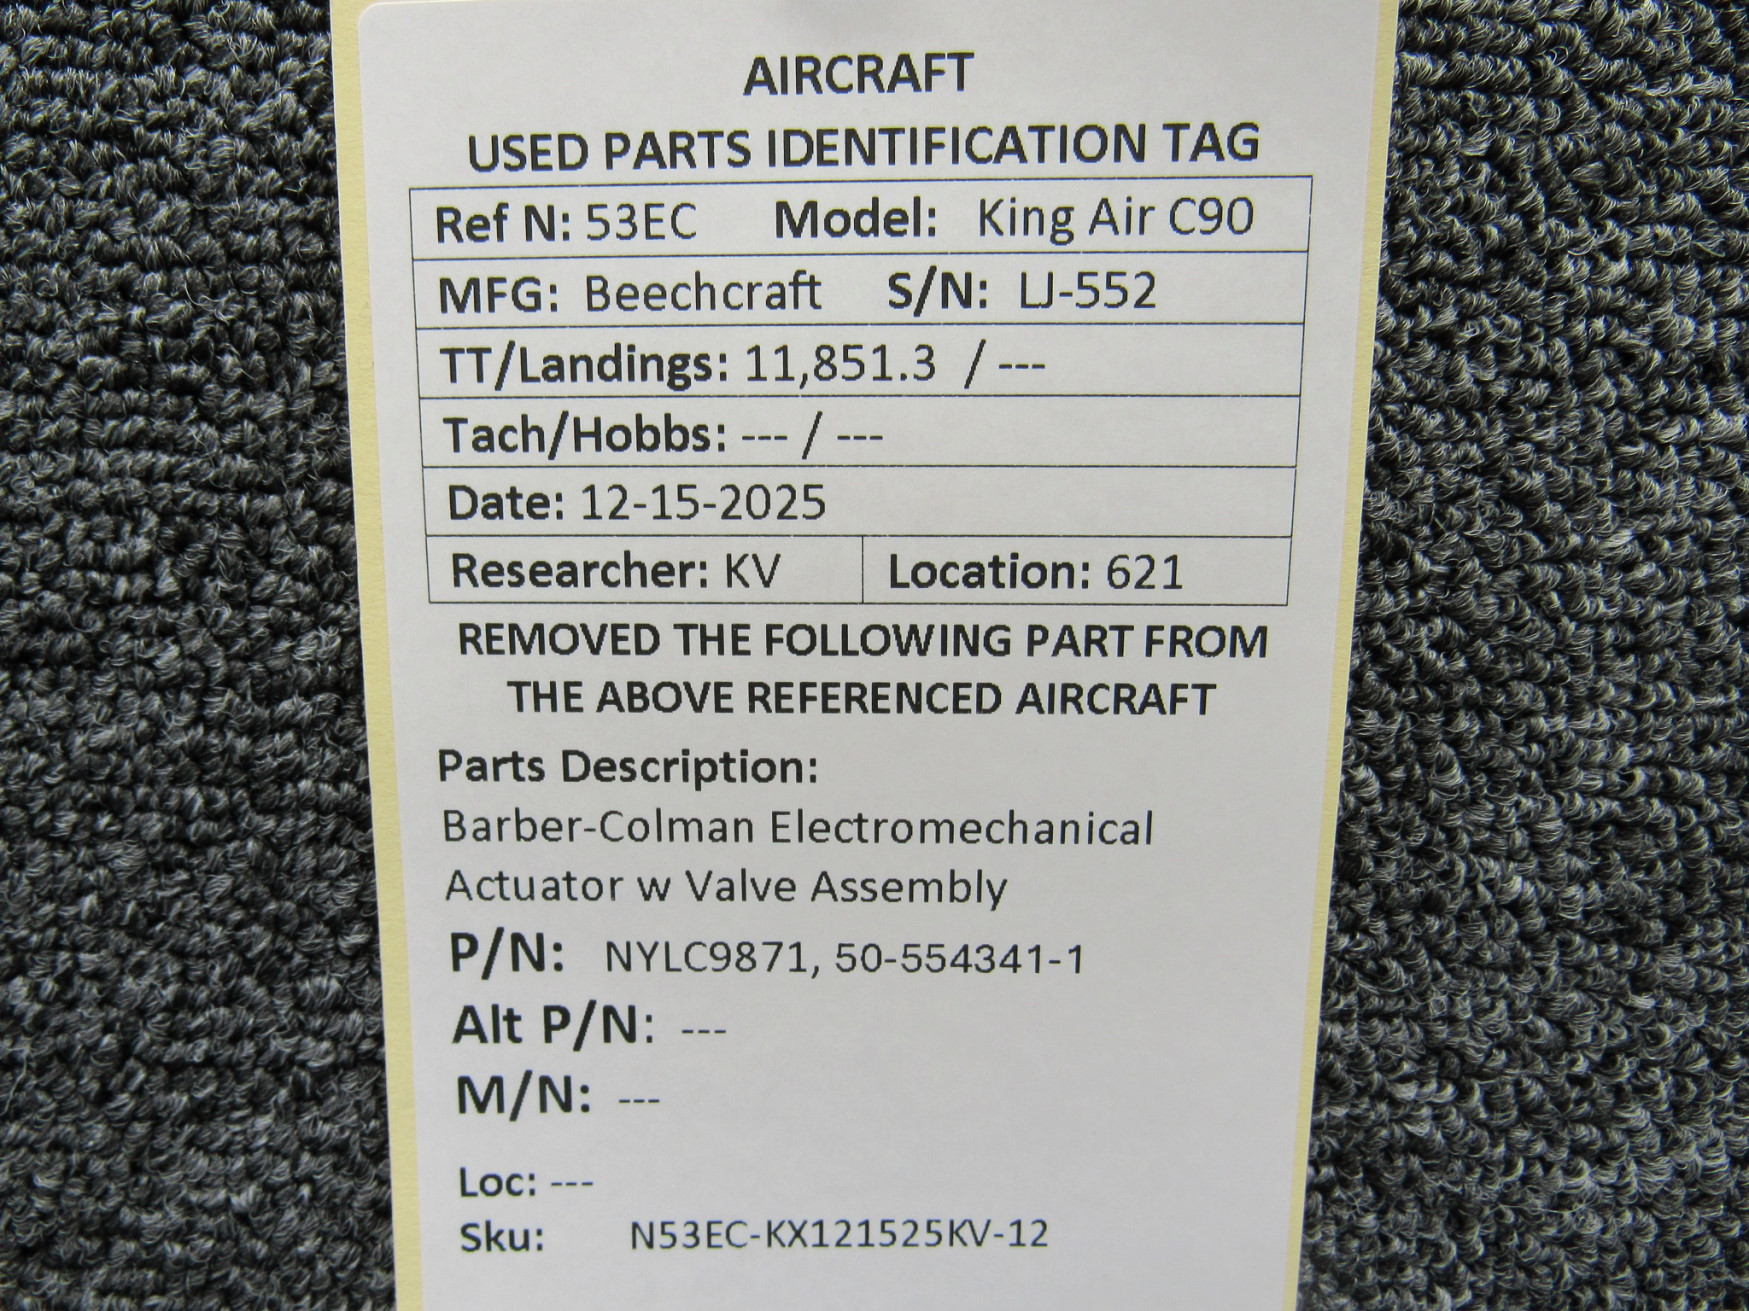 AIRCRAFT
USED PARTS IDENTIFICATION TAG
Ref N: 53EC Model: King Air C90
MFG: Beechcraft S/N: LJ-552
TT/Landings: 11,851.3 / ---
Tach/Hobbs: --- / ---
Date: 12-15-2025
Researcher: KV Location: 621
REMOVED THE FOLLOWING PART FROM
THE ABOVE REFERENCED AIRCRAFT
Parts Description:
Barber-Colman Electromechanical
Actuator w Valve Assembly
P/N: NYLC9871, 50-554341-1
Alt P/N: ---
M/N: ---
Loc: ---
Sku: N53EC-KX121525KV-12